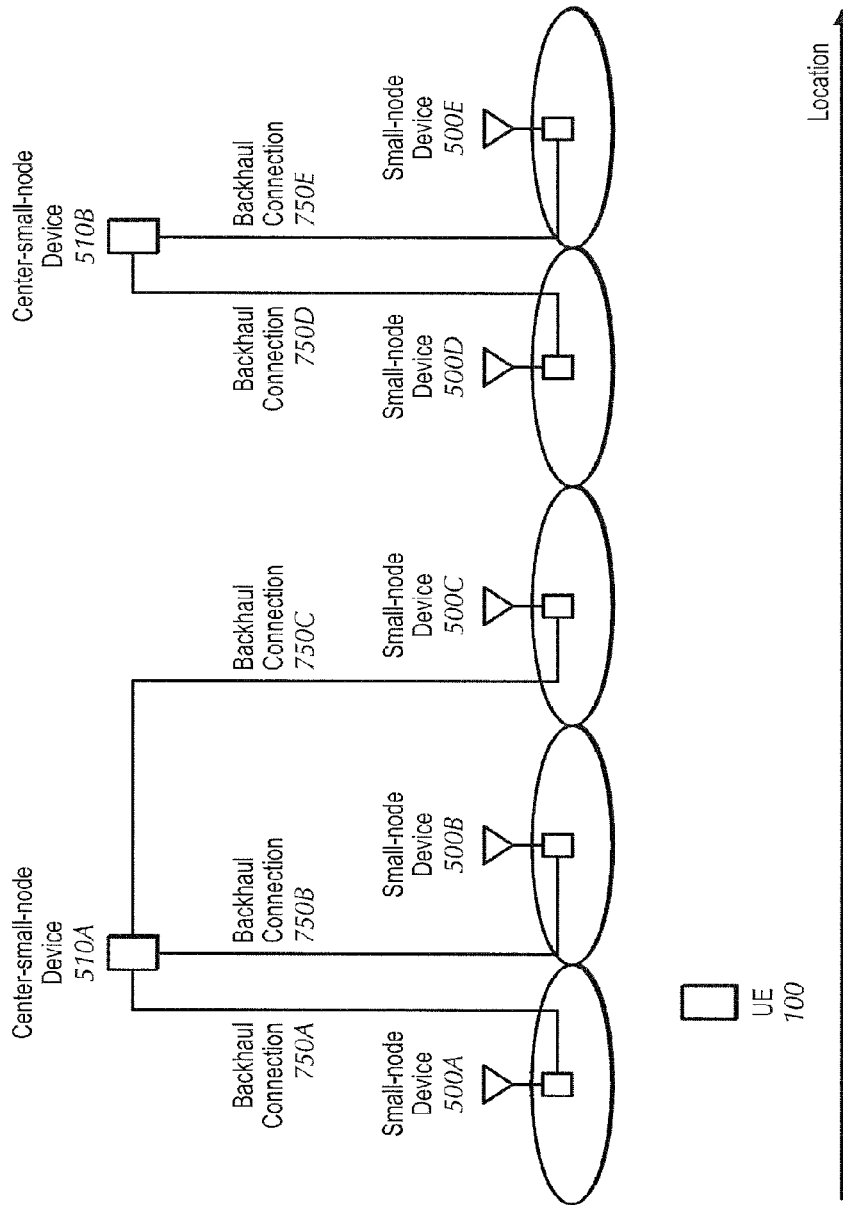 Center-small-node
Device
510A
Center-small-node
Device
510B
Backhaul
Connection
750A
Backhaul
Connection
750B
Backhaul
Connection
750C
Backhaul
Connection
750D
Backhaul
Connection
750E
Small-node
Device
500A
Small-node
Device
500B
Small-node
Device
500C
Small-node
Device
500D
Small-node
Device
500E
UE
100
Location